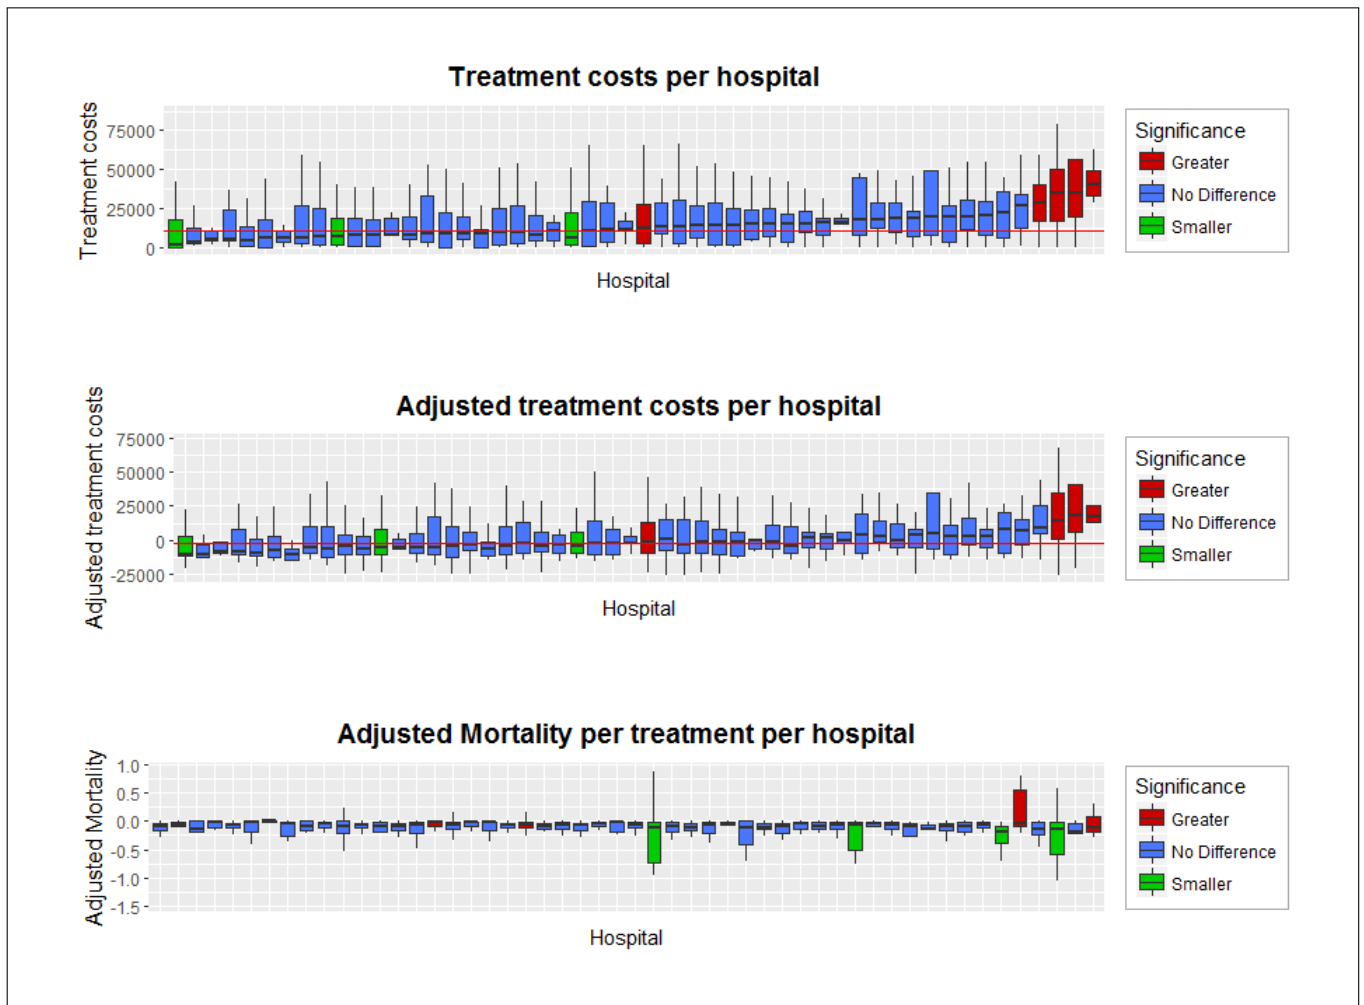 Treatment costs per hospital
Treatment costs
75000
50000
25000
0
Hospital
Significance
Greater
No Difference
Smaller
Adjusted treatment costs per hospital
Adjusted treatment costs
75000
50000
25000
0
-25000
Hospital
Significance
Greater
No Difference
Smaller
Adjusted Mortality per treatment per hospital
Adjusted Mortality
1.0
0.5
0.0
-0.5
-1.0
-1.5
Hospital
Significance
Greater
No Difference
Smaller